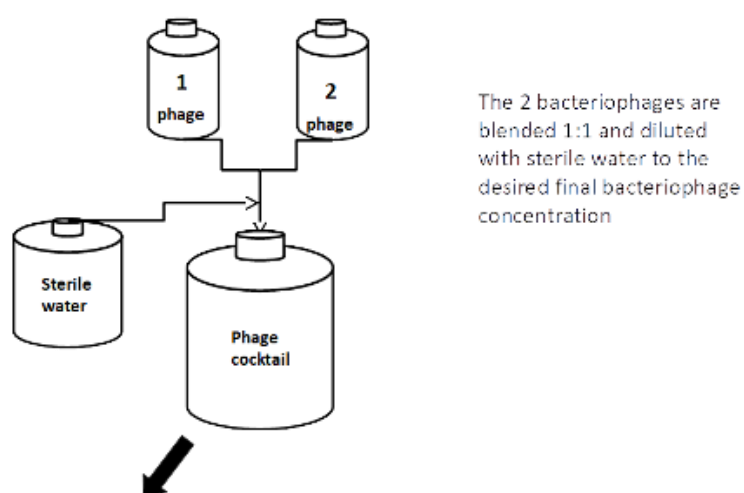 1
phage
2
phage
The 2 bacteriophages are
blended 1:1 and diluted
with sterile water to the
desired final bacteriophage
concentration
Sterile
water
Phage
cocktail